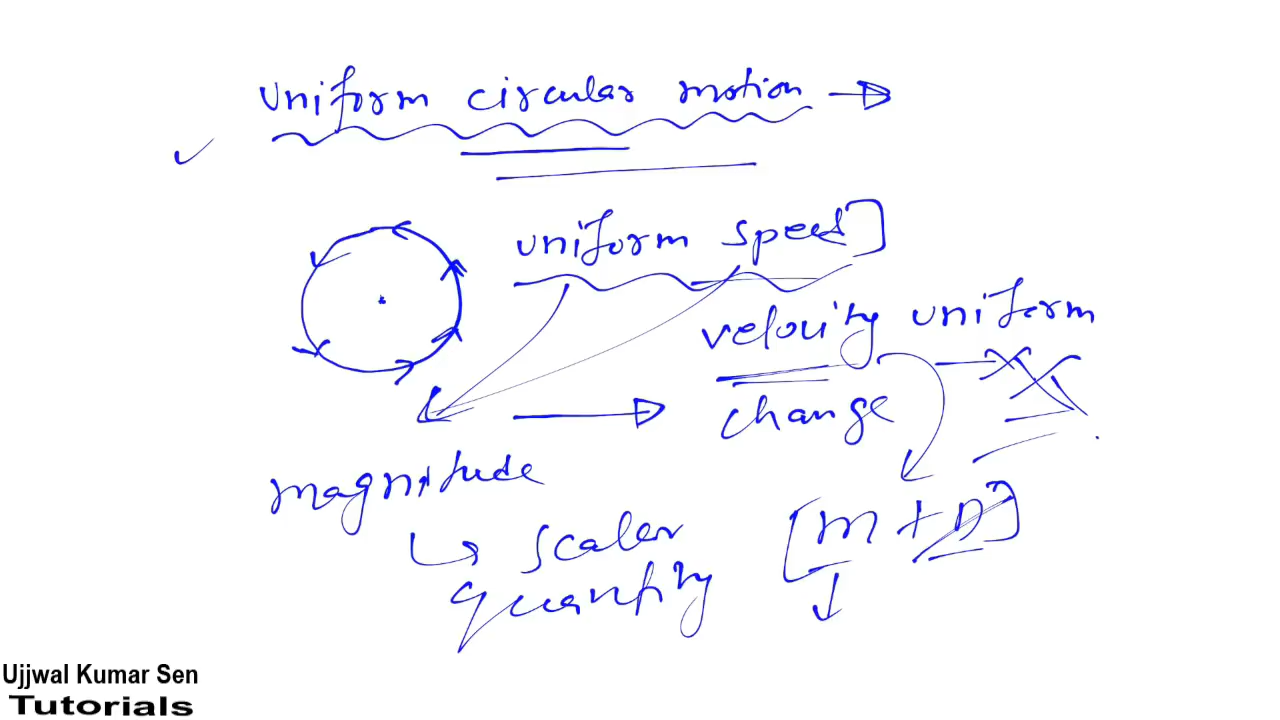 uniform circular motion →
uniform speed]
velocity uniform
change
magnitude
scaler
quantity
[m + D]
Ujjwal Kumar Sen
Tutorials